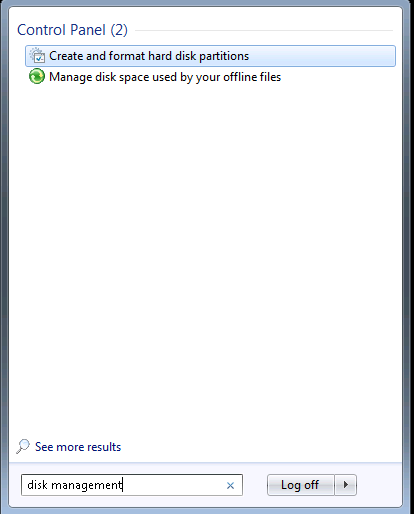 Control Panel (2)
Create and format hard disk partitions
Manage disk space used by your offline files
See more results
disk management
Log off